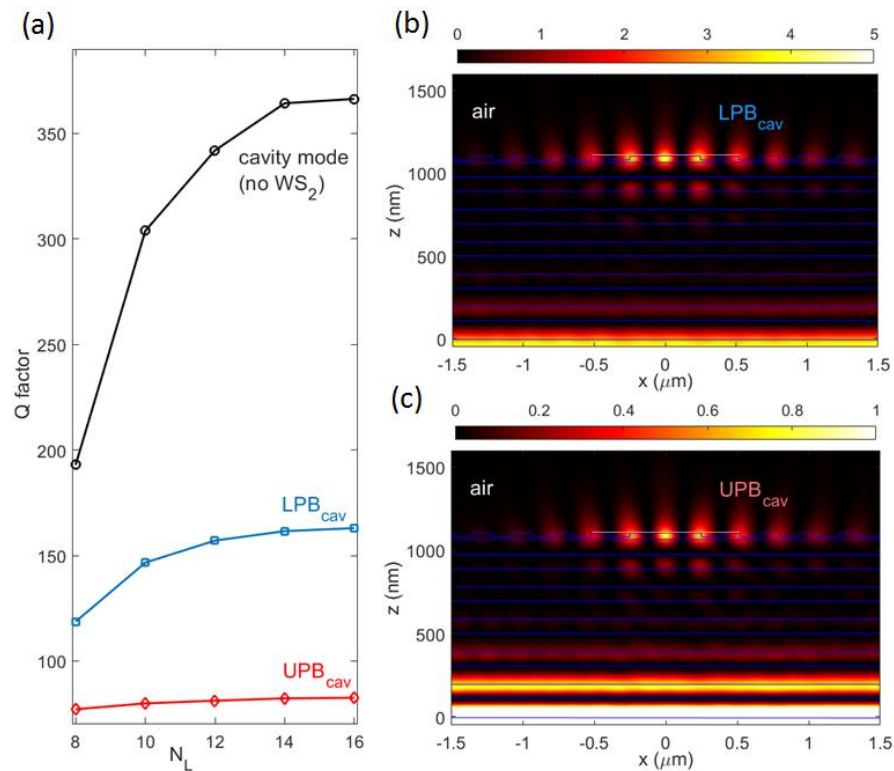 (a)
Q factor
350
300
250
200
150
100
8
10
12
14
16
N_L
cavity mode
(no WS₂)
LPB_cav
UPB_cav
(b)
0
1
2
3
4
5
air
LPB_cav
z (nm)
1500
1000
500
0
-1.5
-1
-0.5
0
0.5
1
1.5
x (μm)
(c)
0
0.2
0.4
0.6
0.8
1
air
UPB_cav
z (nm)
1500
1000
500
0
-1.5
-1
-0.5
0
0.5
1
1.5
x (μm)